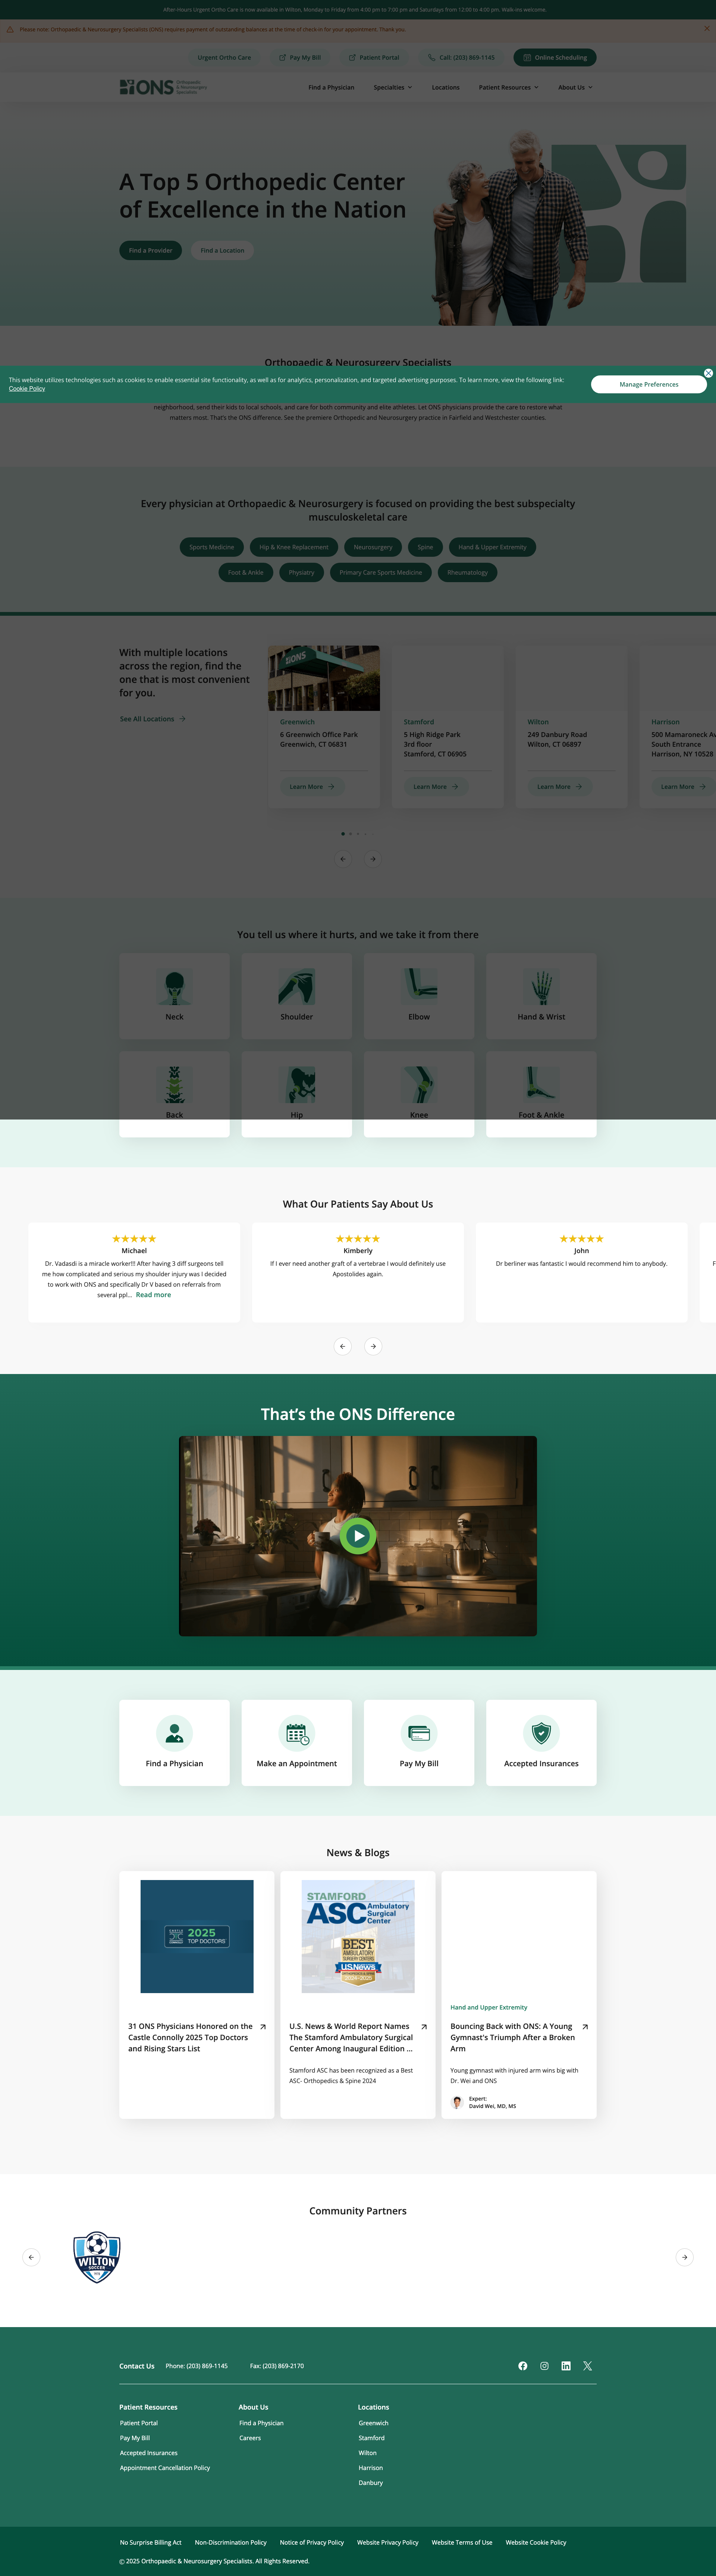 After-Hours Urgent Ortho Care is now available in Wilton, Monday to Friday from 4:00 pm to 7:00 pm and Saturdays from 12:00 to 4:00 pm. Walk-ins welcome.
Please note: Orthopaedic & Neurosurgery Specialists (ONS) requires payment of outstanding balances at the time of check-in for your appointment. Thank you.
Urgent Ortho Care
Pay My Bill
Patient Portal
Call: (203) 869-1145
Online Scheduling
ONS Orthopaedic & Neurosurgery Specialists
Find a Physician
Specialties
Locations
Patient Resources
About Us
A Top 5 Orthopedic Center
of Excellence in the Nation
Find a Provider
Find a Location
Orthopaedic & Neurosurgery Specialists
This website utilizes technologies such as cookies to enable essential site functionality, as well as for analytics, personalization, and targeted advertising purposes. To learn more, view the following link:
Cookie Policy
Manage Preferences
neighborhood, send their kids to local schools, and care for both community and elite athletes. Let ONS physicians provide the care to restore what
matters most. That's the ONS difference. See the premiere Orthopaedic and Neurosurgery practice in Fairfield and Westchester counties.
Every physician at Orthopaedic & Neurosurgery is focused on providing the best subspecialty
musculoskeletal care
Sports Medicine
Hip & Knee Replacement
Neurosurgery
Spine
Hand & Upper Extremity
Foot & Ankle
Physiatry
Primary Care Sports Medicine
Rheumatology
With multiple locations
across the region, find the
one that is most convenient
for you.
See All Locations
ONS
Greenwich
6 Greenwich Office Park
Greenwich, CT 06831
Learn More
Stamford
5 High Ridge Park
3rd floor
Stamford, CT 06905
Learn More
Wilton
249 Danbury Road
Wilton, CT 06897
Learn More
Harrison
500 Mamaroneck Av
South Entrance
Harrison, NY 10528
Learn More
You tell us where it hurts, and we take it from there
Neck
Shoulder
Elbow
Hand & Wrist
Back
Hip
Knee
Foot & Ankle
What Our Patients Say About Us
Michael
Dr. Vadasdi is a miracle worker!!! After having 3 diff surgeons tell
me how complicated and serious my shoulder injury was I decided
to work with ONS and specifically Dr V based on referrals from
several ppl... Read more
Kimberly
If I ever need another graft of a vertebrae I would definitely use
Apostolides again.
John
Dr berliner was fantastic I would recommend him to anybody.
F
That's the ONS Difference
Find a Physician
Make an Appointment
Pay My Bill
Accepted Insurances
News & Blogs
2025
TOP DOCTORS
31 ONS Physicians Honored on the
Castle Connolly 2025 Top Doctors
and Rising Stars List
STAMFORD
ASC Ambulatory
Surgical
Center
BEST
AMBULATORY
SURGERY CENTERS
U.S.News
U.S. News & World Report Names
The Stamford Ambulatory Surgical
Center Among Inaugural Edition ...
Stamford ASC has been recognized as a Best
ASC- Orthopedics & Spine 2024
Hand and Upper Extremity
Bouncing Back with ONS: A Young
Gymnast's Triumph After a Broken
Arm
Young gymnast with injured arm wins big with
Dr. Wei and ONS
Expert:
David Wei, MD, MS
Community Partners
WILTON
SOCCER
Contact Us
Phone: (203) 869-1145
Fax: (203) 869-2170
Patient Resources
Patient Portal
Pay My Bill
Accepted Insurances
Appointment Cancellation Policy
About Us
Find a Physician
Careers
Locations
Greenwich
Stamford
Wilton
Harrison
Danbury
No Surprise Billing Act
Non-Discrimination Policy
Notice of Privacy Policy
Website Privacy Policy
Website Terms of Use
Website Cookie Policy
© 2025 Orthopaedic & Neurosurgery Specialists. All Rights Reserved.